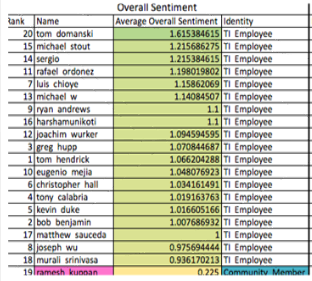 Overall Sentiment
Rank Name Average Overall Sentiment Identity
20 tom domanski 1.615384615 TI Employee
15 michael stout 1.215686275 TI Employee
14 sergio 1.215384615 TI Employee
11 rafael ordonez 1.198019802 TI Employee
7 luis chioye 1.15862069 TI Employee
13 michael w 1.14084507 TI Employee
9 ryan andrews 1.1 TI Employee
16 harshamunikoti 1.1 TI Employee
12 joachim wurker 1.094594595 TI Employee
3 greg hupp 1.070844687 TI Employee
1 tom hendrick 1.066204288 TI Employee
10 eugenio mejia 1.048076923 TI Employee
6 christopher hall 1.034161491 TI Employee
4 tony calabria 1.019163763 TI Employee
5 kevin duke 1.016605166 TI Employee
2 bob benjamin 1.007686932 TI Employee
17 matthew sauceda 1 TI Employee
8 joseph wu 0.975694444 TI Employee
18 murali srinivasa 0.936170213 TI Employee
19 ramesh kuppan 0.225 Community Member